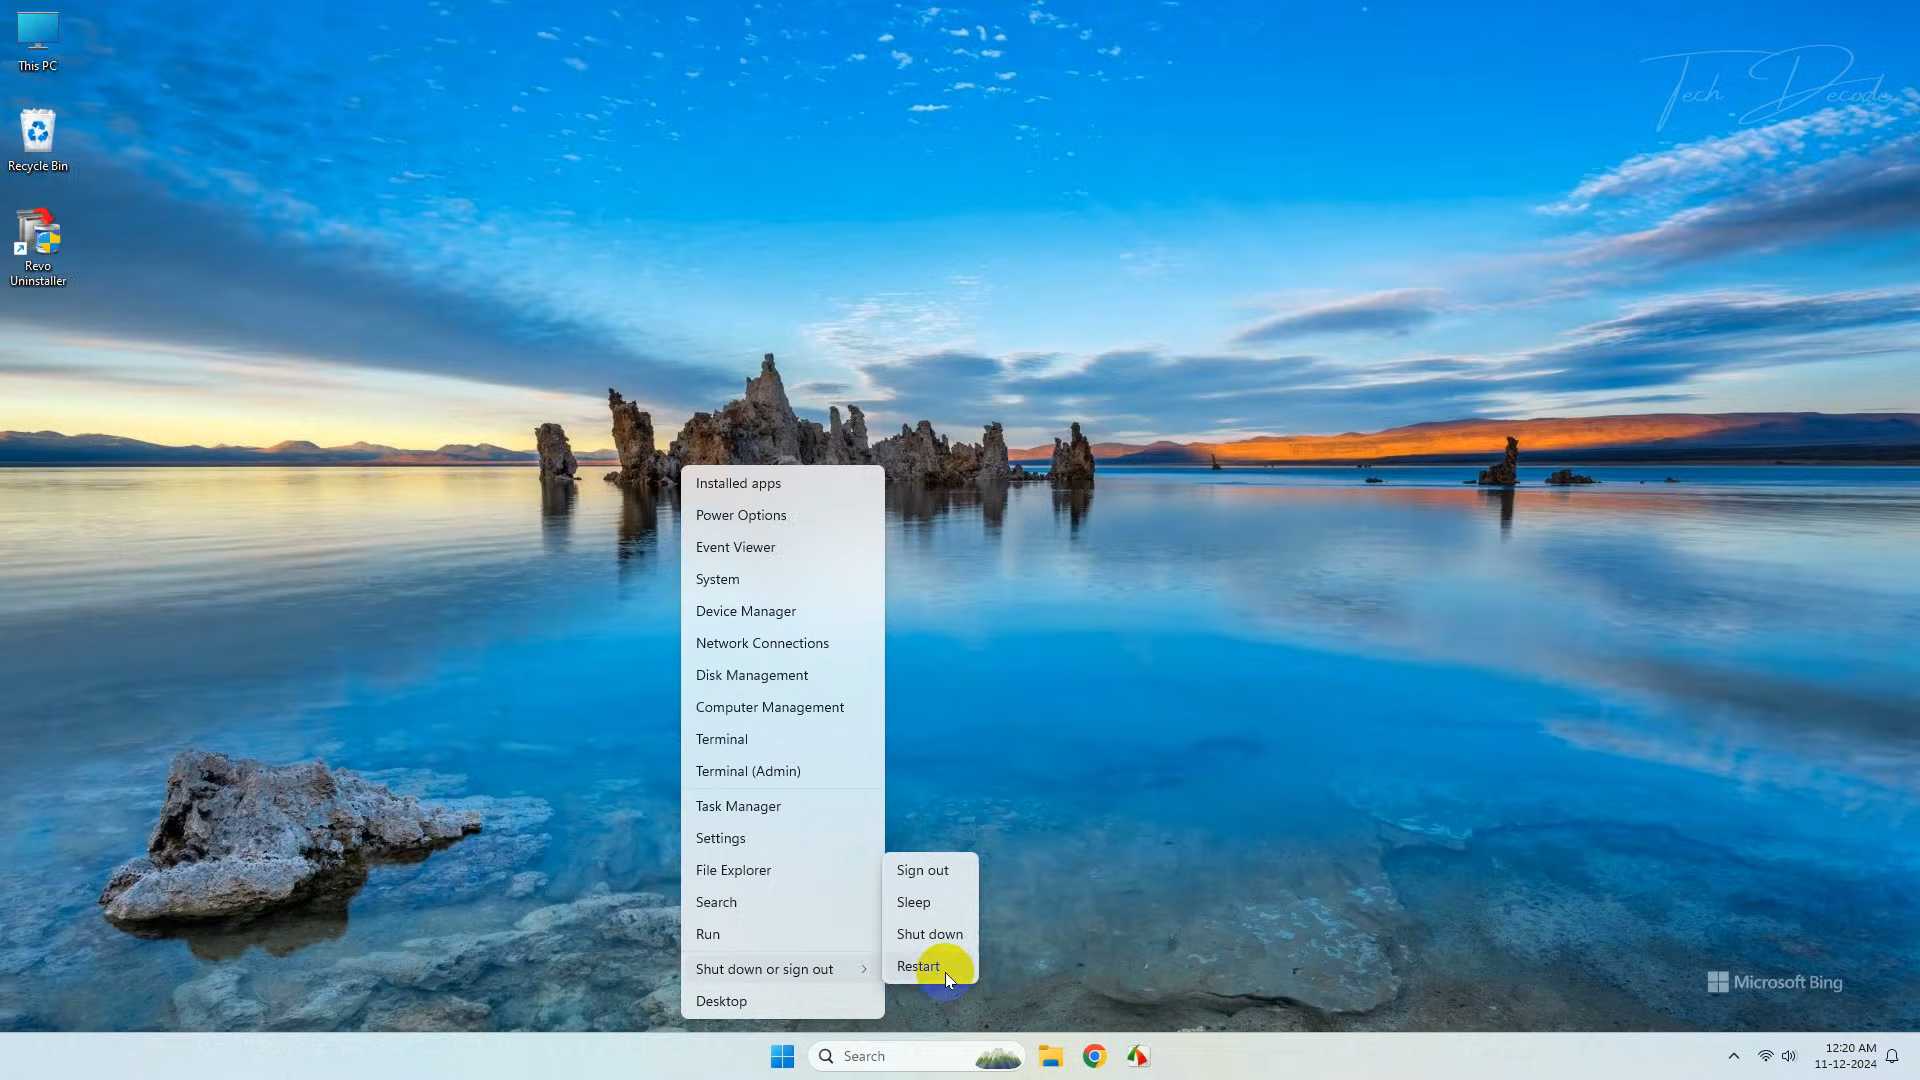 This PC
Recycle Bin
Revo
Uninstaller
Tech Decode
Installed apps
Power Options
Event Viewer
System
Device Manager
Network Connections
Disk Management
Computer Management
Terminal
Terminal (Admin)
Task Manager
Settings
File Explorer
Search
Run
Shut down or sign out
Desktop
Sign out
Sleep
Shut down
Restart
Microsoft Bing
Search
12:20 AM
11-12-2024